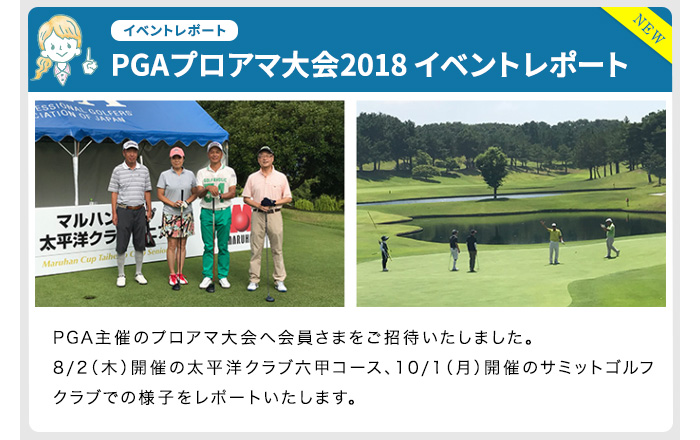 イベントレポート
NEW
PGAプロアマ大会2018 イベントレポート
ESSIONAL GOLFERS'
CIATION OF JAPAN
マルハン
太平洋クラブ
Maruhan Cup Taiheiyo Club Senior
MARUHAN
PGA主催のプロアマ大会へ会員さまをご招待いたしました。
8/2（木）開催の太平洋クラブ六甲コース、10/1（月）開催のサミットゴルフ
クラブでの様子をレポートいたします。